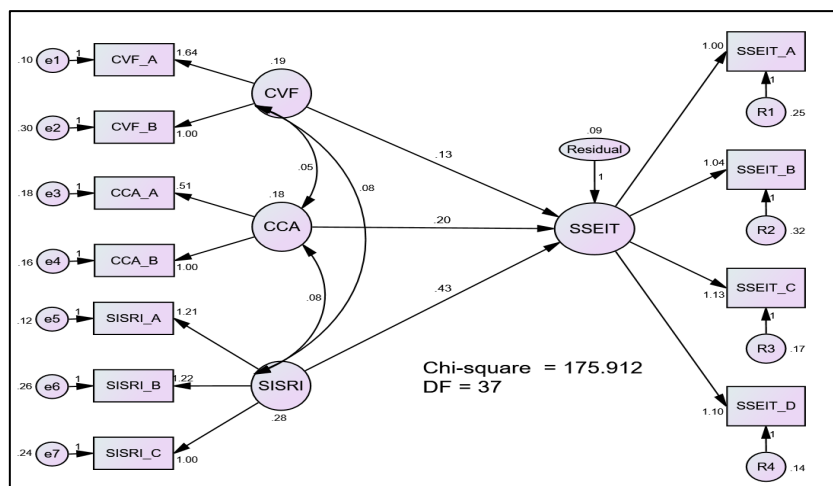 .10 e1 1 CVF_A 1.64
.30 e2 1 CVF_B 1.00
.18 e3 1 CCA_A .51
.16 e4 1 CCA_B 1.00
.12 e5 1 SISRI_A 1.21
.26 e6 1 SISRI_B 1.22
.24 e7 1 SISRI_C 1.00
.19
CVF
.18
CCA
SISRI
.28
.05
.08
.08
.13
.20
.43
.09
Residual
1
SSEIT
Chi-square = 175.912
DF = 37
1.00 SSEIT_A
1
R1 .25
1.04 SSEIT_B
1
R2 .32
1.13 SSEIT_C
1
R3 .17
1.10 SSEIT_D
1
R4 .14